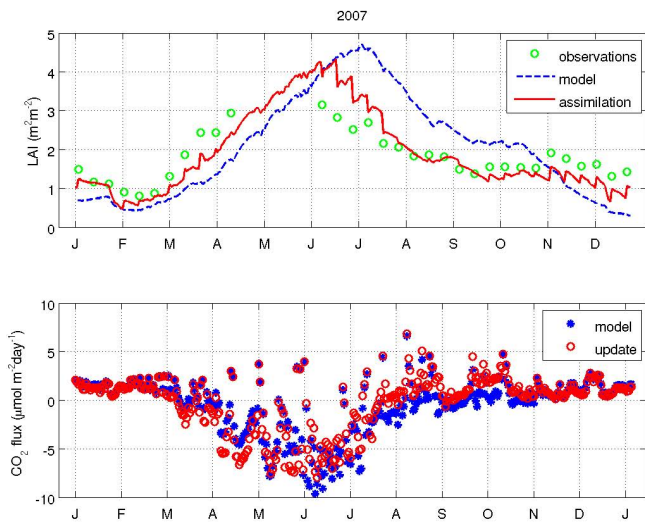 2007
LAI (m²m⁻²)
5
4
3
2
1
0
observations
model
assimilation
J F M A M J J A S O N D
CO₂ flux (μmol m⁻²day⁻¹)
10
5
0
-5
-10
model
update
J F M A M J J A S O N D J